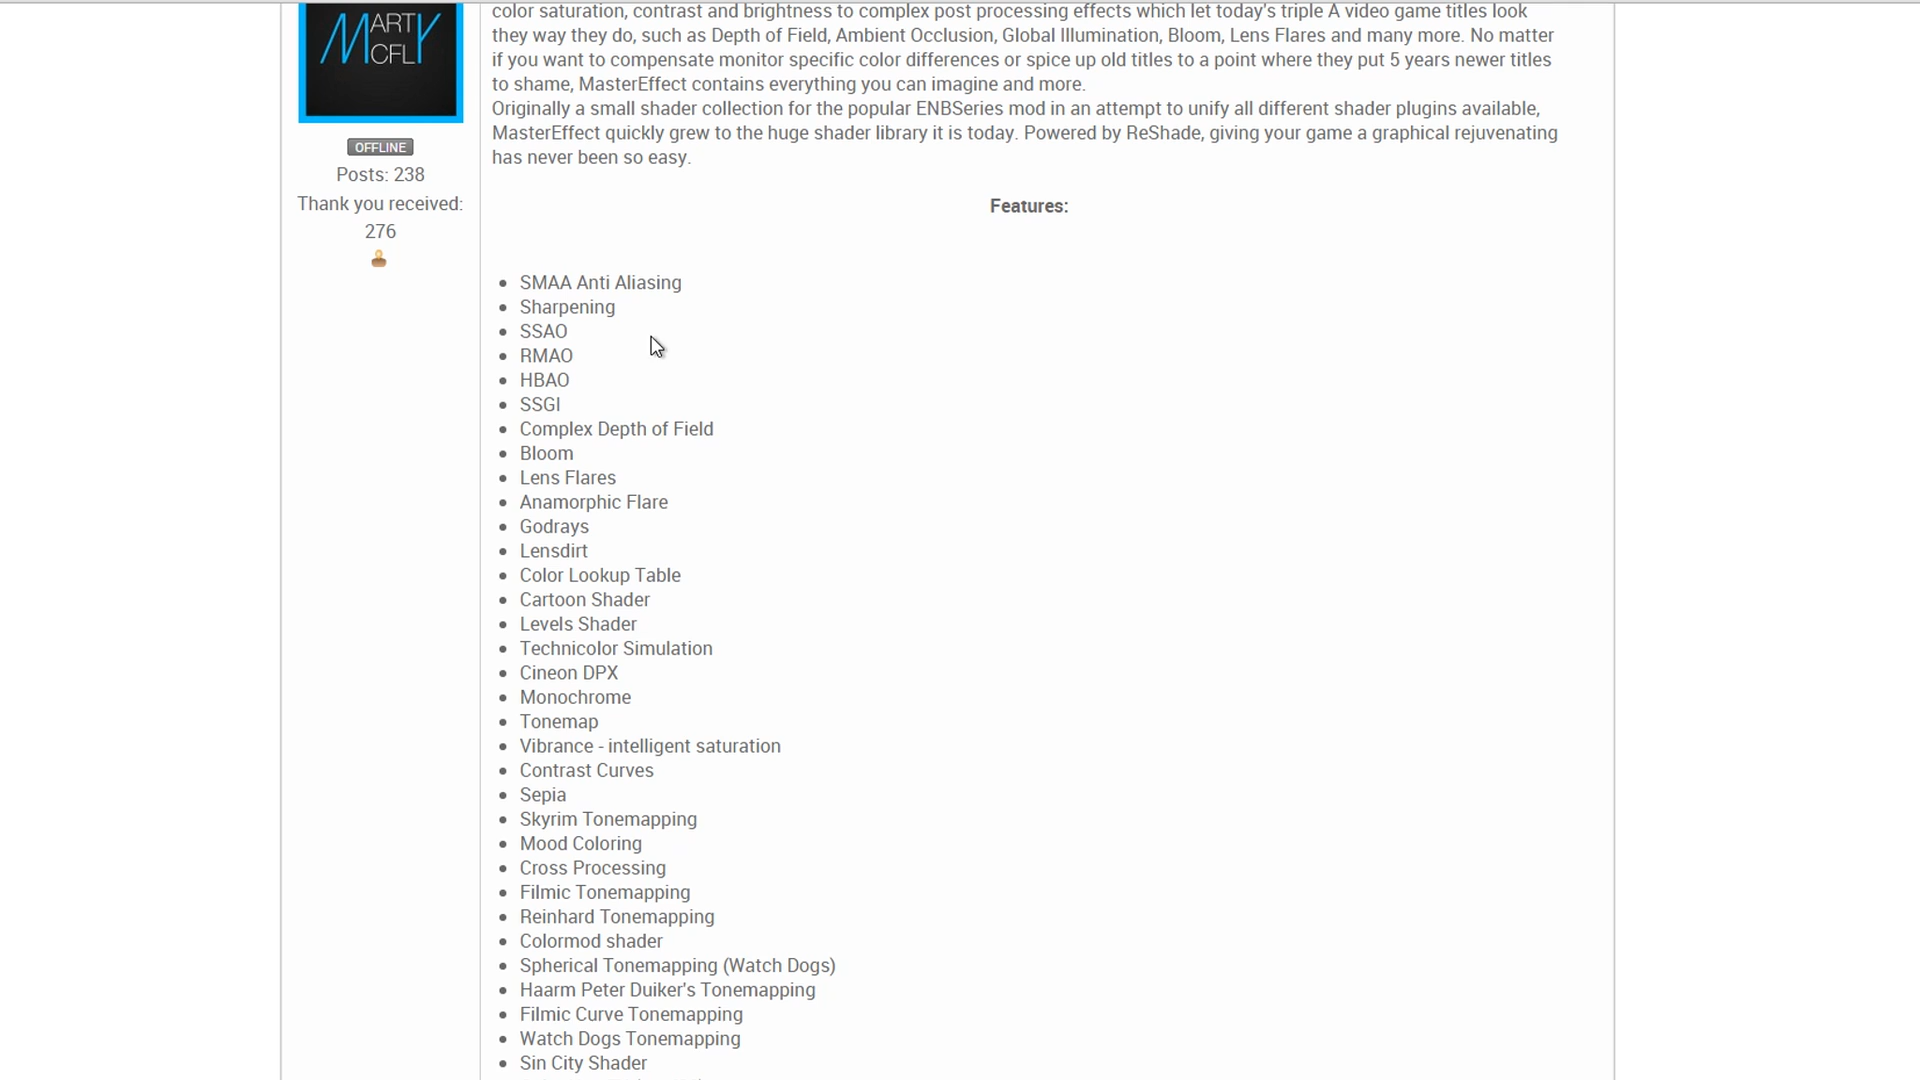 MARTY
MCFLY
OFFLINE
Posts: 238
Thank you received:
276
color saturation, contrast and brightness to complex post processing effects which let today's triple A video game titles look
they way they do, such as Depth of Field, Ambient Occlusion, Global Illumination, Bloom, Lens Flares and many more. No matter
if you want to compensate monitor specific color differences or spice up old titles to a point where they put 5 years newer titles
to shame, MasterEffect contains everything you can imagine and more.
Originally a small shader collection for the popular ENBSeries mod in an attempt to unify all different shader plugins available,
MasterEffect quickly grew to the huge shader library it is today. Powered by ReShade, giving your game a graphical rejuvenating
has never been so easy.
Features:
• SMAA Anti Aliasing
• Sharpening
• SSAO
• RMAO
• HBAO
• SSGI
• Complex Depth of Field
• Bloom
• Lens Flares
• Anamorphic Flare
• Godrays
• Lensdirt
• Color Lookup Table
• Cartoon Shader
• Levels Shader
• Technicolor Simulation
• Cineon DPX
• Monochrome
• Tonemap
• Vibrance - intelligent saturation
• Contrast Curves
• Sepia
• Skyrim Tonemapping
• Mood Coloring
• Cross Processing
• Filmic Tonemapping
• Reinhard Tonemapping
• Colormod shader
• Spherical Tonemapping (Watch Dogs)
• Haarm Peter Duiker's Tonemapping
• Filmic Curve Tonemapping
• Watch Dogs Tonemapping
• Sin City Shader